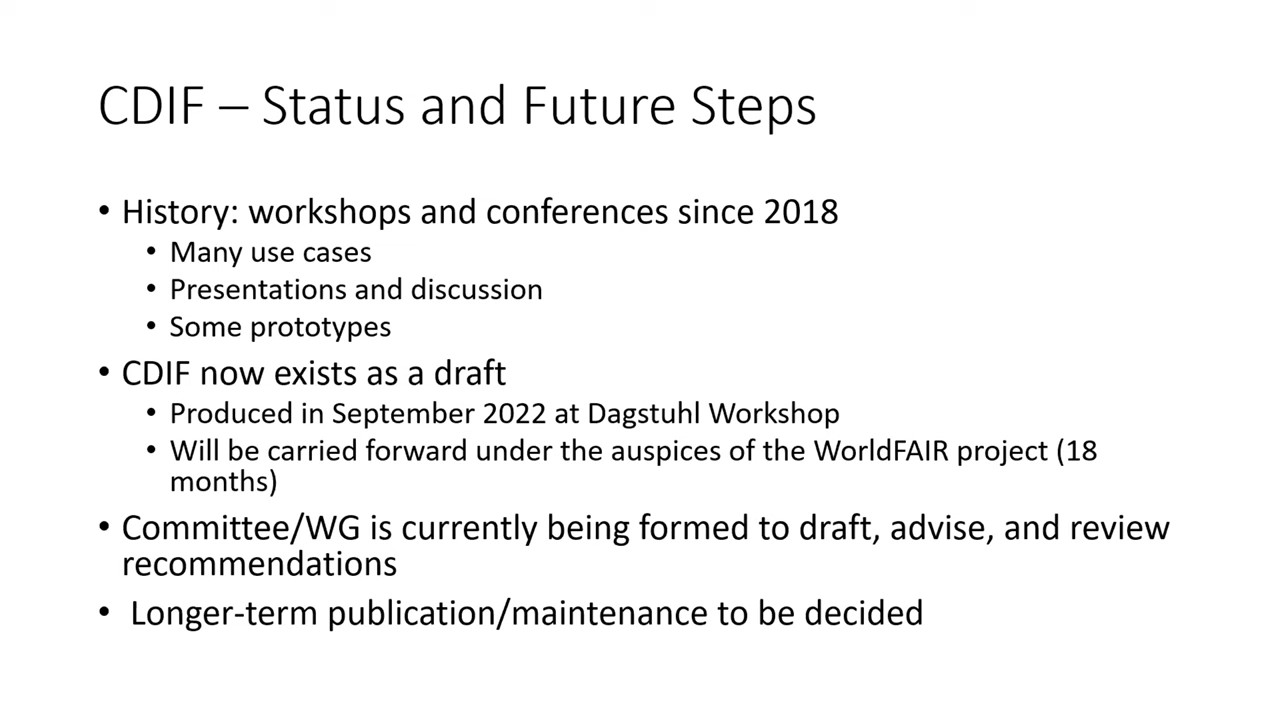 CDIF – Status and Future Steps
• History: workshops and conferences since 2018
• Many use cases
• Presentations and discussion
• Some prototypes
• CDIF now exists as a draft
• Produced in September 2022 at Dagstuhl Workshop
• Will be carried forward under the auspices of the WorldFAIR project (18
months)
• Committee/WG is currently being formed to draft, advise, and review
recommendations
• Longer-term publication/maintenance to be decided